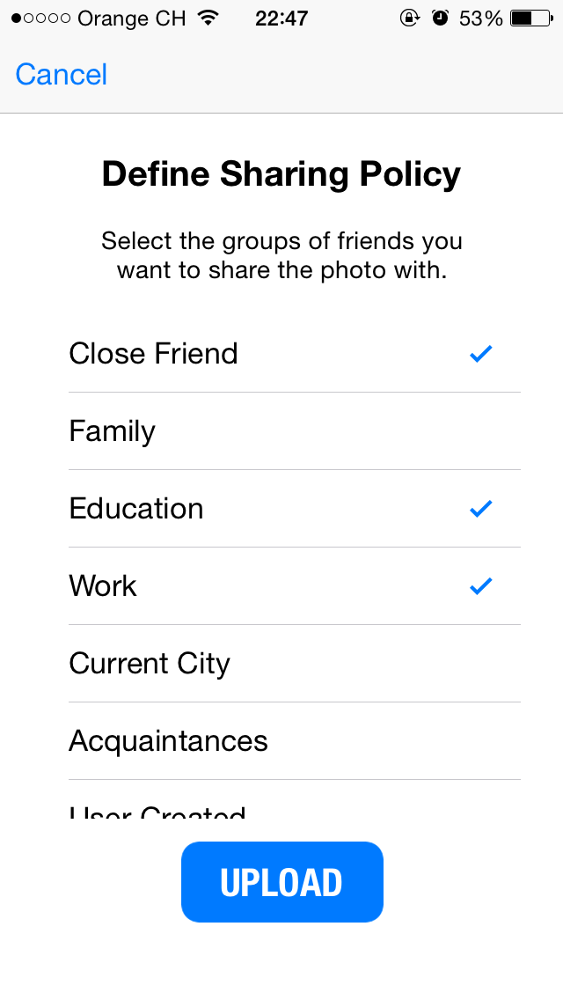 Orange CH 22:47 53%
Cancel
Define Sharing Policy
Select the groups of friends you
want to share the photo with.
Close Friend
Family
Education
Work
Current City
Acquaintances
User Created
UPLOAD